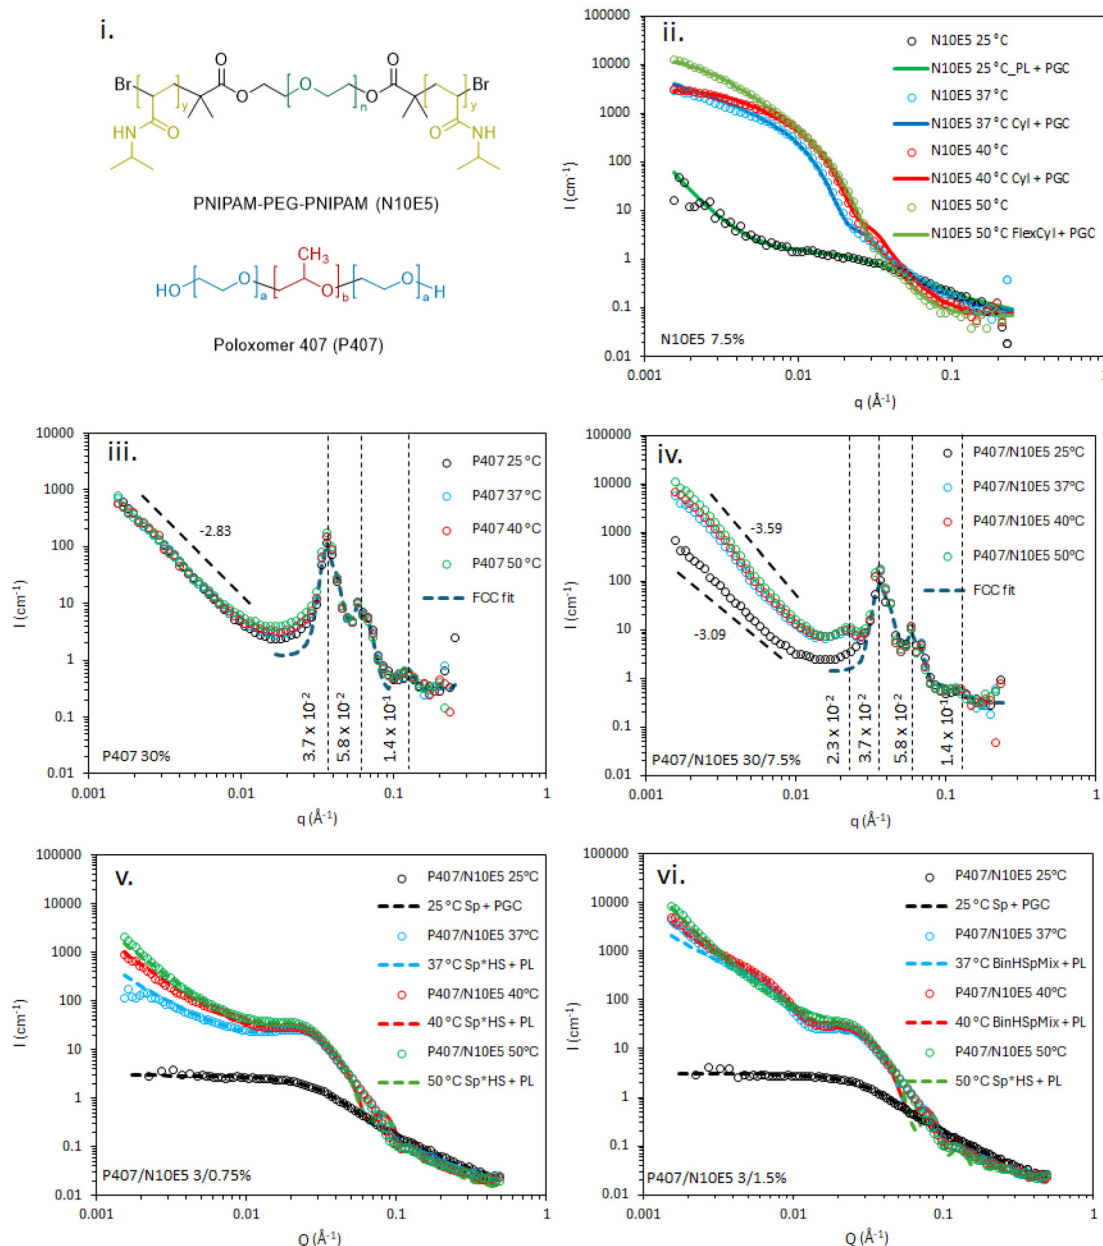 i.
Br
y
O
O
O
n
O
O
Br
y
HN
O
O
NH
PNIPAM-PEG-PNIPAM (N10E5)
CH3
HO
O
a
O
b
O
H
a
Poloxomer 407 (P407)
ii.
100000
10000
1000
100
10
1
0.1
0.01
I (cm-1)
N10E5 25°C
N10E5 25°C_PL + PGC
N10E5 37°C
N10E5 37°C Cyl + PGC
N10E5 40°C
N10E5 40°C Cyl + PGC
N10E5 50°C
N10E5 50°C FlexCyl + PGC
N10E5 7.5%
0.001 0.01 0.1 1
q (Å-1)
iii.
10000
1000
100
10
1
0.1
0.01
I (cm-1)
P407 25°C
P407 37°C
P407 40°C
P407 50°C
FCC fit
-2.83
3.7 x 10-2
5.8 x 10-2
1.4 x 10-1
P407 30%
0.001 0.01 0.1 1
q (Å-1)
iv.
100000
10000
1000
100
10
1
0.1
0.01
I (cm-1)
P407/N10E5 25°C
P407/N10E5 37°C
P407/N10E5 40°C
P407/N10E5 50°C
FCC fit
-3.59
-3.09
2.3 x 10-2
3.7 x 10-2
5.8 x 10-2
1.4 x 10-1
P407/N10E5 30/7.5%
0.001 0.01 0.1 1
q (Å-1)
v.
100000
10000
1000
100
10
1
0.1
0.01
I (cm-1)
P407/N10E5 25°C
25°C Sp + PGC
P407/N10E5 37°C
37°C Sp*HS + PL
P407/N10E5 40°C
40°C Sp*HS + PL
P407/N10E5 50°C
50°C Sp*HS + PL
P407/N10E5 3/0.75%
0.001 0.01 0.1 1
Q (Å-1)
vi.
100000
10000
1000
100
10
1
0.1
0.01
I (cm-1)
P407/N10E5 25°C
25°C Sp + PGC
P407/N10E5 37°C
37°C BinHSpMix + PL
P407/N10E5 40°C
40°C BinHSpMix + PL
P407/N10E5 50°C
50°C Sp*HS + PL
P407/N10E5 3/1.5%
0.001 0.01 0.1 1
Q (Å-1)